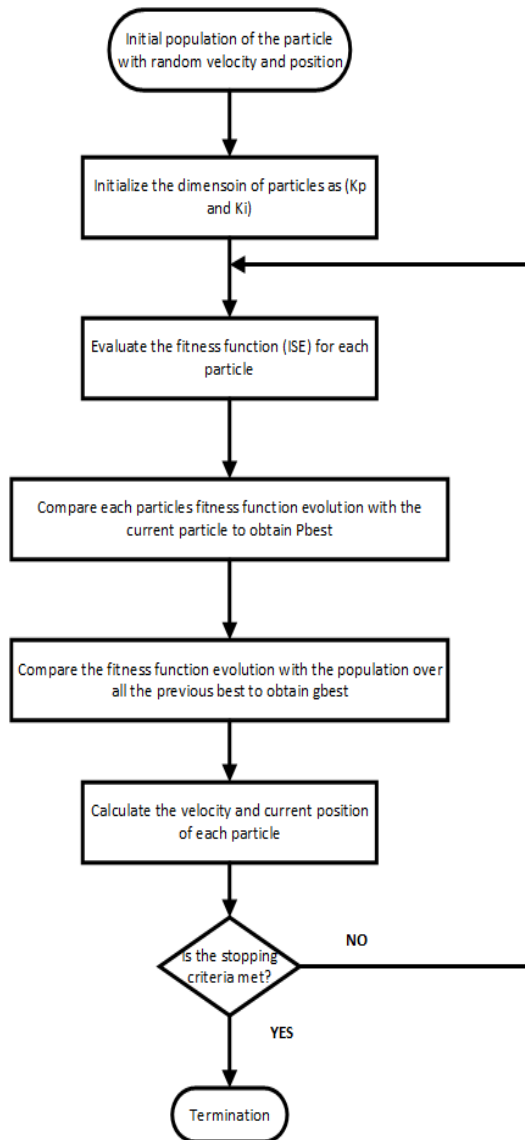 Initial population of the particle
with random velocity and position
Initialize the dimensoin of particles as (Kp
and Ki)
Evaluate the fitness function (ISE) for each
particle
Compare each particles fitness function evolution with the
current particle to obtain Pbest
Compare the fitness function evolution with the population over
all the previous best to obtain gbest
Calculate the velocity and current position
of each particle
Is the stopping
criteria met?
NO
YES
Termination